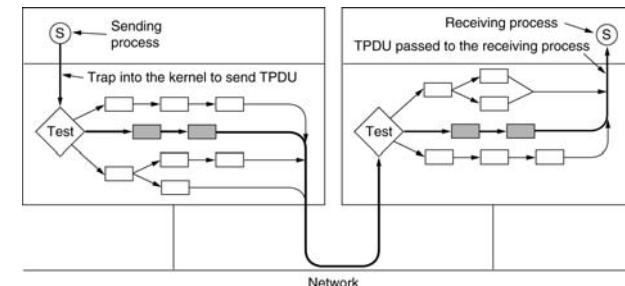 S
Sending
process
Trap into the kernel to send TPDU
Test
Receiving process
S
TPDU passed to the receiving process
Test
Network